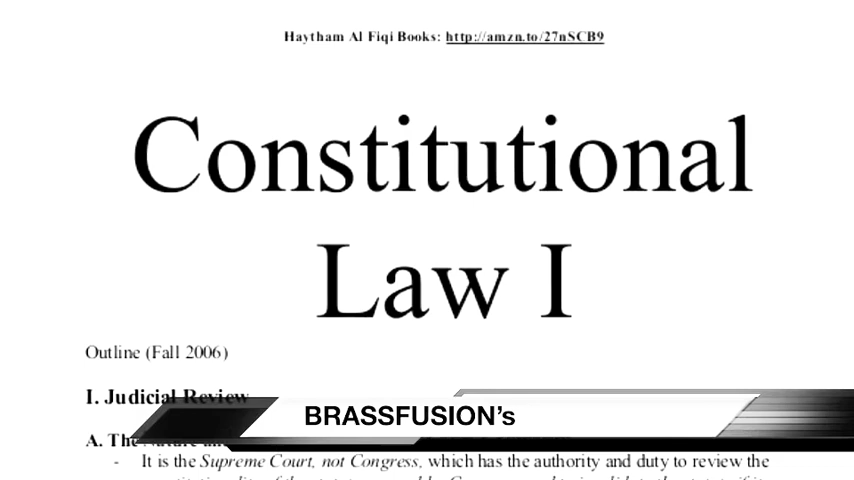 Haytham Al Fiqi Books: http://amzn.to/27nSCB9
Constitutional
Law I
Outline (Fall 2006)
I. Judicial Review
BRASSFUSION's
A. The
- It is the Supreme Court, not Congress, which has the authority and duty to review the